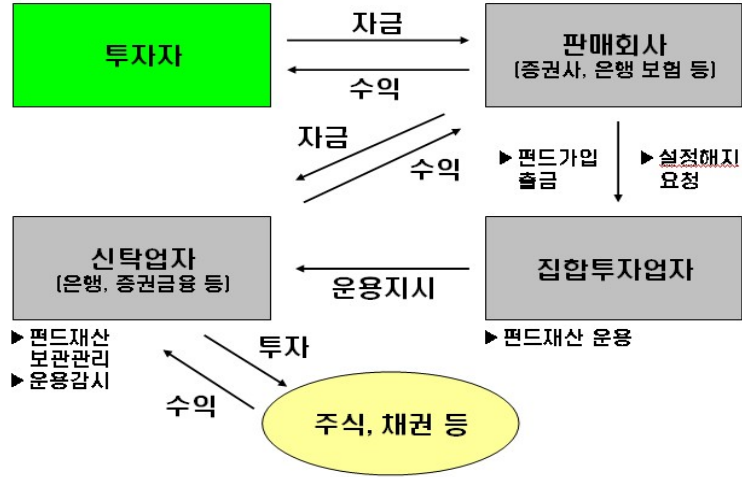 투자자
자금
수익
판매회사
(증권사, 은행 보험 등)
자금
수익
▶ 펀드가입
출금
▶ 설정해지
요청
신탁업자
(은행, 증권금융 등)
운용지시
집합투자업자
▶ 펀드재산
보관관리
▶ 운용감시
▶ 펀드재산 운용
투자
수익
주식, 채권 등